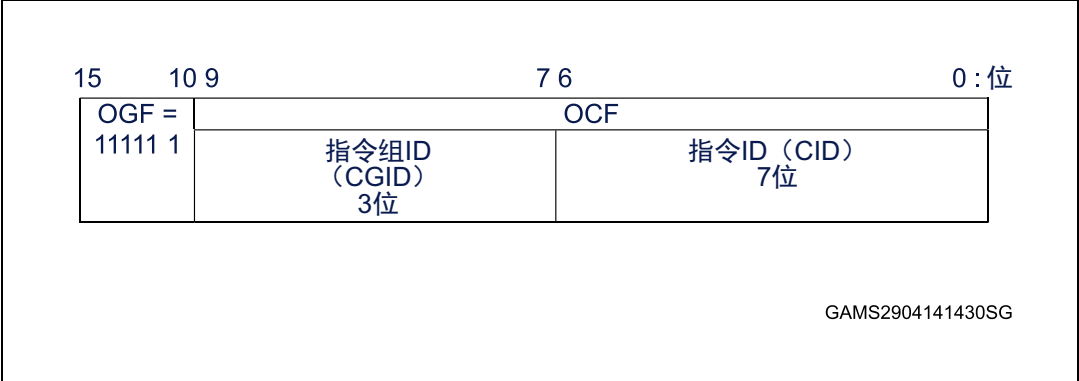 15 10 9 7 6 0 : 位
OGF = OCF
11111 1 指令组ID 指令ID（CID）
（CGID） 7位
3位
GAMS2904141430SG